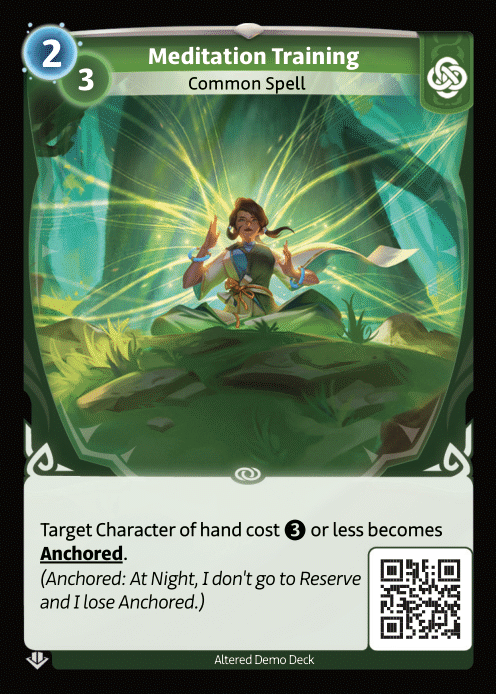 2
3
Meditation Training
Common Spell
Target Character of hand cost 3 or less becomes
Anchored.
(Anchored: At Night, I don't go to Reserve
and I lose Anchored.)
Altered Demo Deck